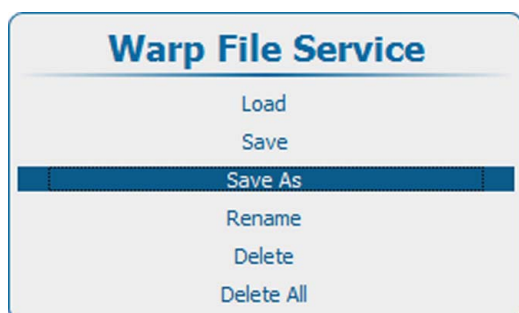 Warp File Service
Load
Save
Save As
Rename
Delete
Delete All